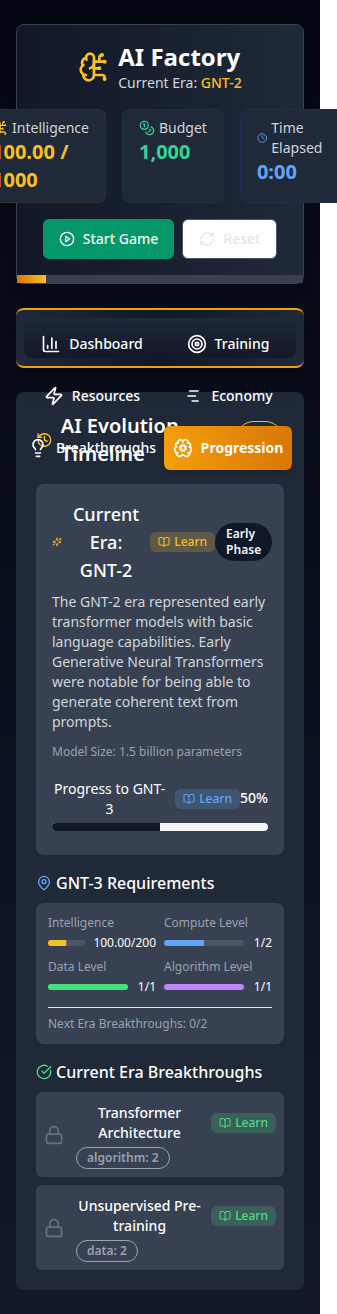 AI Factory
Current Era: GNT-2
Intelligence
100.00 /
1000
Budget
1,000
Time
Elapsed
0:00
Start Game
Reset
Dashboard
Training
Resources
Economy
Breakthroughs
Progression
AI Evolution
Timeline
Current
Era:
GNT-2
Learn
Early
Phase
The GNT-2 era represented early
transformer models with basic
language capabilities. Early
Generative Neural Transformers
were notable for being able to
generate coherent text from
prompts.
Model Size: 1.5 billion parameters
Progress to GNT-
3
Learn
50%
GNT-3 Requirements
Intelligence
100.00/200
Compute Level
1/2
Data Level
1/1
Algorithm Level
1/1
Next Era Breakthroughs: 0/2
Current Era Breakthroughs
Transformer
Architecture
Learn
algorithm: 2
Unsupervised Pre-
training
Learn
data: 2